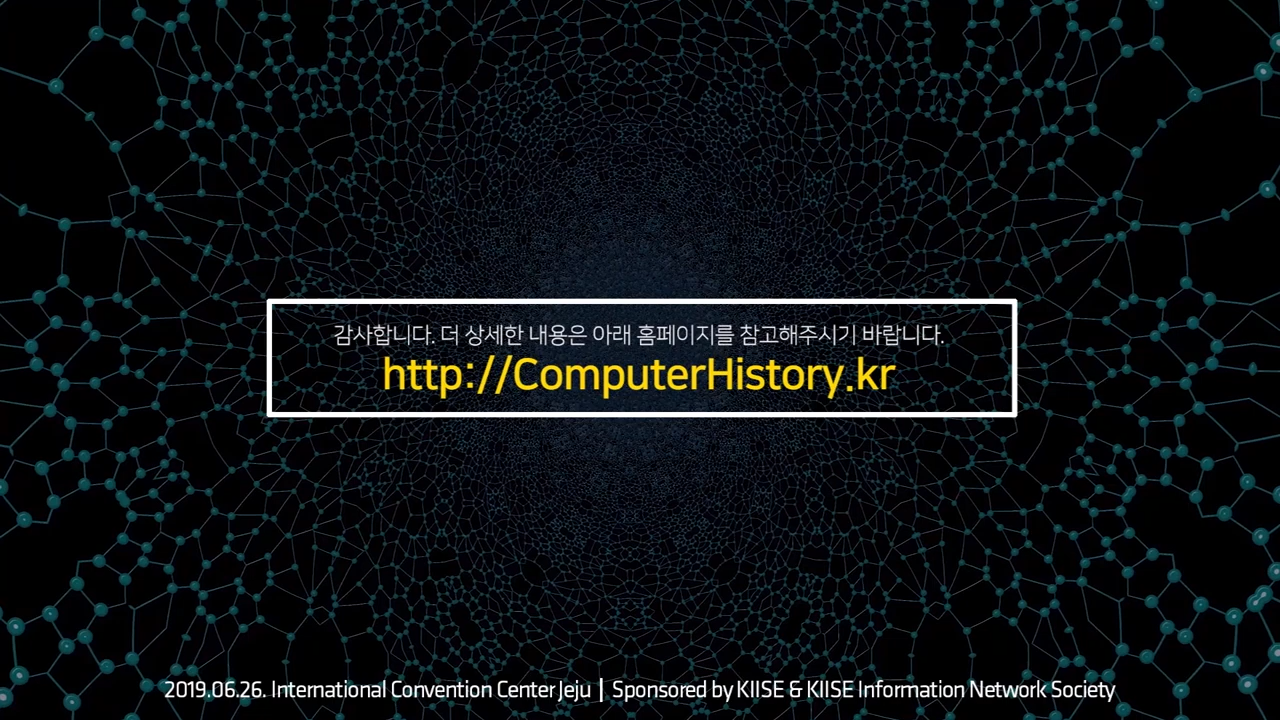 감사합니다. 더 상세한 내용은 아래 홈페이지를 참고해주시기 바랍니다.
http://ComputerHistory.kr
2019.06.26. International Convention Center Jeju | Sponsored by KIISE & KIISE Information Network Society